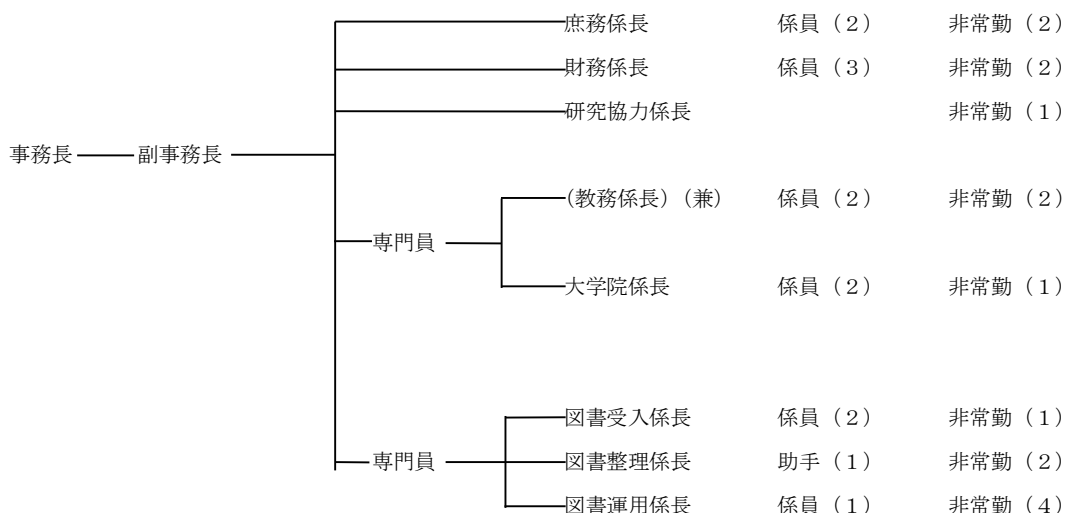 庶務係長 係員（２） 非常勤（２）
財務係長 係員（３） 非常勤（２）
研究協力係長 非常勤（１）
事務長 副事務長
(教務係長)（兼） 係員（２） 非常勤（２）
専門員
大学院係長 係員（２） 非常勤（１）
図書受入係長 係員（２） 非常勤（１）
専門員 図書整理係長 助手（１） 非常勤（２）
図書運用係長 係員（１） 非常勤（４）